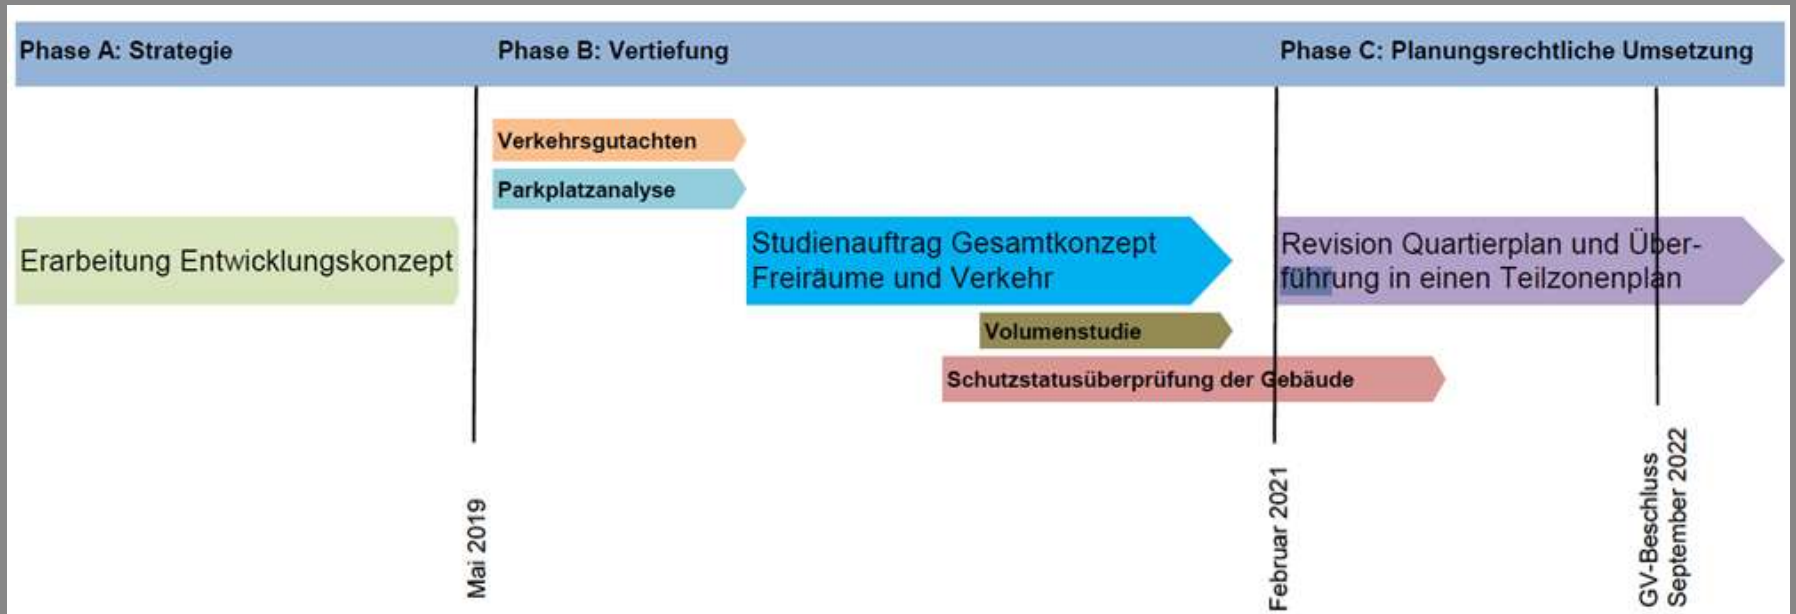 Phase A: Strategie
Phase B: Vertiefung
Phase C: Planungsrechtliche Umsetzung
Verkehrsgutachten
Parkplatzanalyse
Erarbeitung Entwicklungskonzept
Studienauftrag Gesamtkonzept
Freiräume und Verkehr
Revision Quartierplan und Über-
führung in einen Teilzonenplan
Volumenstudie
Schutzstatusüberprüfung der Gebäude
Mai 2019
Februar 2021
GV-Beschluss
September 2022